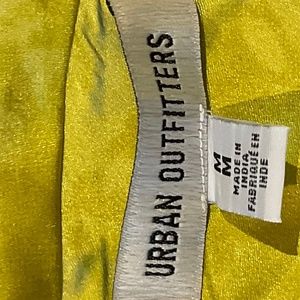 URBAN OUTFITTERS
M
M
MADE IN
INDIA
FABRIQUÉ EN
INDE